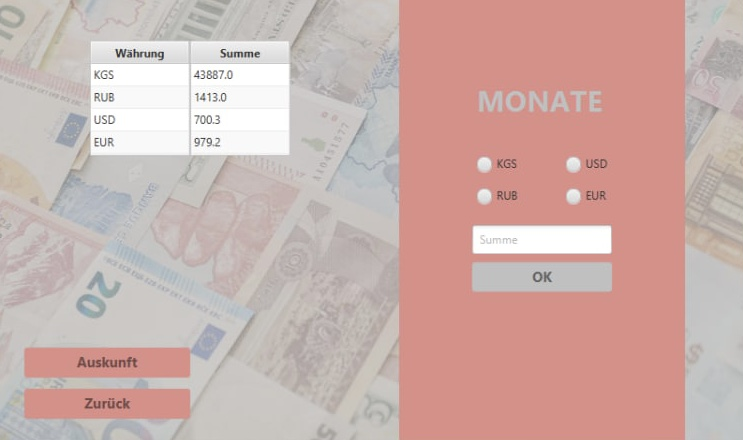 Währung Summe
KGS 43887.0
RUB 1413.0
USD 700.3
EUR 979.2
MONATE
KGS USD
RUB EUR
Summe
OK
20
Auskunft
Zurück